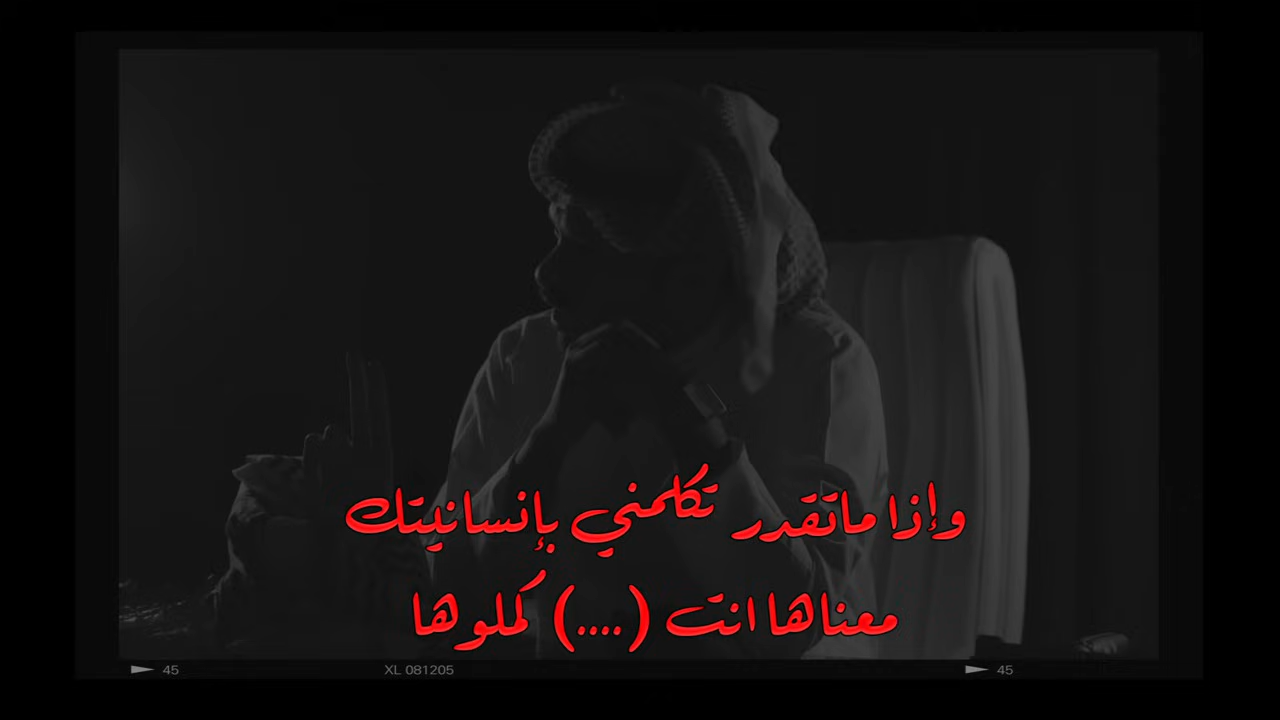 وإذا ماتقدر تكلمني بإنسانيتك
معناها انت (....) كملوها
45
XL 081205
45